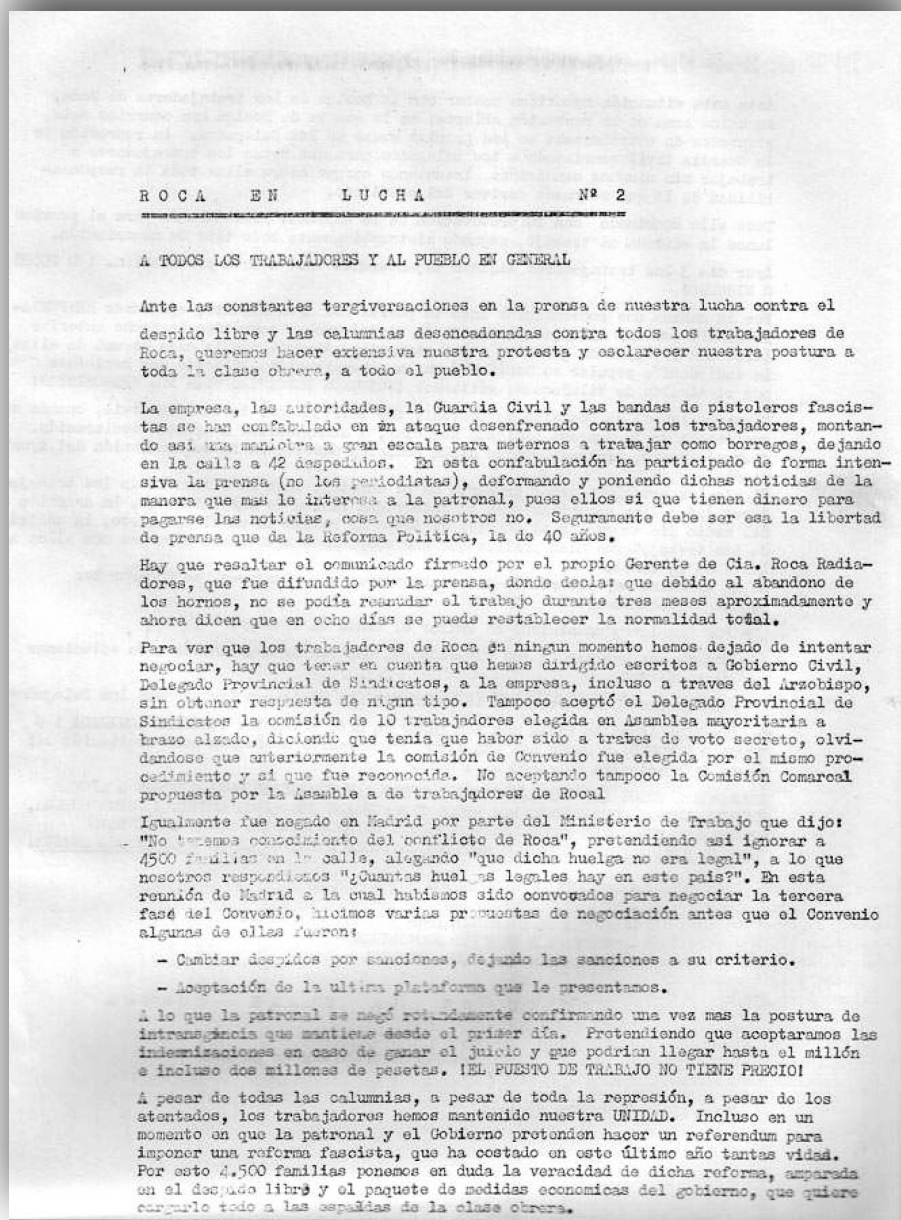 ROCA EN LUCHA Nº 2
A TODOS LOS TRABAJADORES Y AL PUEBLO EN GENERAL
Ante las constantes tergiversaciones en la prensa de nuestra lucha contra el
despido libre y las calumnias desencadonadas contra todos los trabajadores de
Roca, queremos hacer extensiva nuestra protesta y esclarecer nuestra postura a
toda la clase obrera, a todo el pueblo.
La empresa, las autoridades, la Guardia Civil y las bandas de pistoleros fascis-
tas se han confabulado en un ataque desenfrenado contra los trabajadores, montan-
do asi una maniobra a gran escala para meternos a trabajar como borregos, dejando
en la calle a 42 despedidos. En esta confabulación ha participado de forma inten-
siva la prensa (no los periodistas), deformando y poniendo dichas noticias de la
manera que mas le interesa a la patronal, pues ellos si que tienen dinero para
pagarse las noticias, cosa que nosotros no. Seguramente debe ser esa la libertad
de prensa que da la Reforma Politica, la de 40 años.
Hay que resaltar el comunicado firmado por el propio Gerente de Cia. Roca Radia-
dores, que fue difundido por la prensa, donde decia: que debido al abandono de
los hornos, no se podía reanudar el trabajo durante tres meses aproximadamente y
ahora dicen que en ocho días se puede restablecer la normalidad total.
Para ver que los trabajadores de Roca en ningun momento hemos dejado de intentar
negociar, hay que tener en cuenta que hemos dirigido escritos a Gobierno Civil,
Delegado Provincial de Sindicatos, a la empresa, incluso a traves del Arzobispo,
sin obtener respuesta de nigun tipo. Tampoco aceptó el Delegado Provincial de
Sindicatos la comisión de 10 trabajadores elegida en Asamblea mayoritaria a
brazo alzado, diciendo que tenia que haber sido a traves de voto secreto, olvi-
dandose que anteriormente la comisión de Convenio fue elegida por el mismo pro-
cedimiento y si que fue reconocida. No aceptando tampoco la Comisión Comarcal
propuesta por la Asamble a de trabajadores de Rocal
Igualmente fue negado en Madrid por parte del Ministerio de Trabajo que dijo:
"No tenemos conocimiento del conflicto de Roca", pretendiendo asi ignorar a
4500 familias en la calle, alegando "que dicha huelga no era legal", a lo que
nosotros respondimos "¿Cuantas huelgas legales hay en este pais?". En esta
reunión de Madrid a la cual habismos sido convocados para negociar la tercera
fase del Convenio, hicimos varias propuestas de negociación antes que el Convenio
algunas de ellas fueron:
- Cambiar despidos por sanciones, dejando las sanciones a su criterio.
- Aceptación de la ultima plataforma que le presentamos.
A lo que la patronal se negó rotundamente confirmando una vez mas la postura de
intransigencia que mantiene desde el primer día. Pretendiendo que aceptaramos las
indemnizaciones en caso de ganar el juicio y que podrian llegar hasta el millón
e incluso dos millones de pesetas. !EL PUESTO DE TRABAJO NO TIENE PRECIO!
A pesar de todas las calumnias, a pesar de toda la represión, a pesar de los
atentados, los trabajadores hemos mantenido nuestra UNIDAD. Incluso en un
momento en que la patronal y el Gobierno pretenden hacer un referendum para
imponer una reforma fascista, que ha costado en este último año tantas vidad.
Por esto 4.500 familias ponemos en duda la veracidad de dicha reforma, amparada
en el despido libre y el paquete de medidas economicas del gobierno, que quiere
cargarlo todo a las espaldas de la clase obrera.